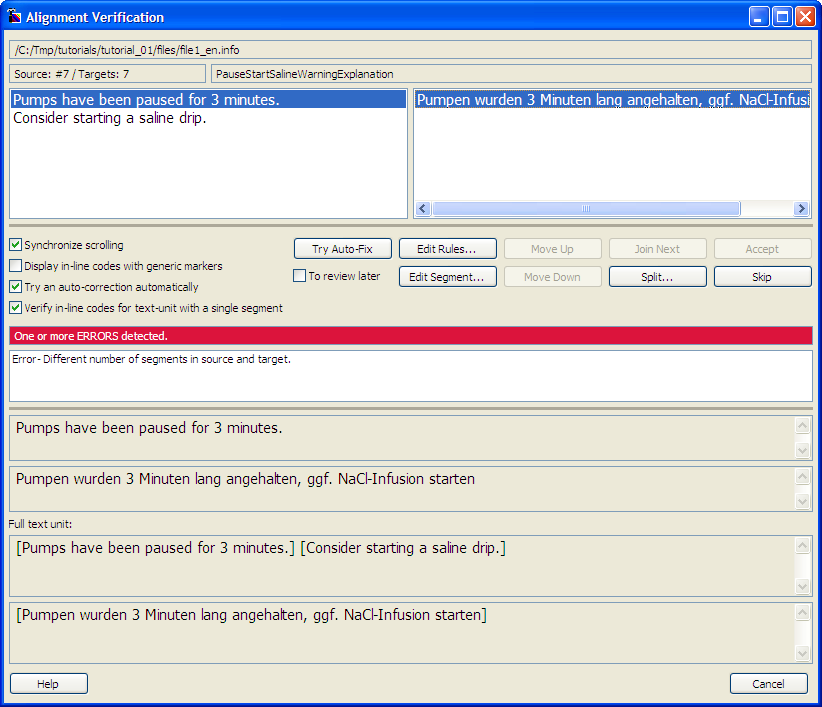 Alignment Verification
/C:/Tmp/tutorials/tutorial_01/files/file1_en.info
Source: #7 / Targets: 7
PauseStartSalineWarningExplanation
Pumps have been paused for 3 minutes.
Consider starting a saline drip.
Pumpen wurden 3 Minuten lang angehalten, ggf. NaCl-Infusi
Synchronize scrolling
Display in-line codes with generic markers
Try an auto-correction automatically
Verify in-line codes for text-unit with a single segment
Try Auto-Fix
Edit Rules...
Move Up
Join Next
Accept
To review later
Edit Segment...
Move Down
Split...
Skip
One or more ERRORS detected.
Error- Different number of segments in source and target.
Pumps have been paused for 3 minutes.
Pumpen wurden 3 Minuten lang angehalten, ggf. NaCl-Infusion starten
Full text unit:
[Pumps have been paused for 3 minutes.] [Consider starting a saline drip.]
[Pumpen wurden 3 Minuten lang angehalten, ggf. NaCl-Infusion starten]
Help
Cancel